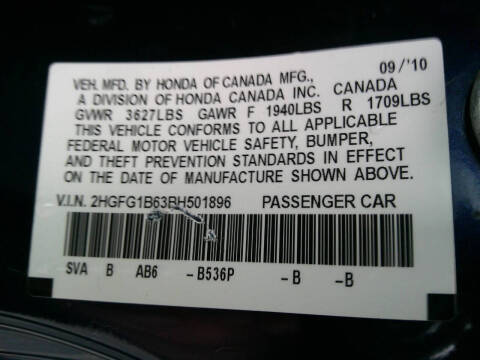 09/'10
VEH. MFD. BY HONDA OF CANADA MFG.,
A DIVISION OF HONDA CANADA INC. CANADA
GVWR 3627LBS GAWR F 1940LBS R 1709LBS
THIS VEHICLE CONFORMS TO ALL APPLICABLE
FEDERAL MOTOR VEHICLE SAFETY, BUMPER,
AND THEFT PREVENTION STANDARDS IN EFFECT
ON THE DATE OF MANUFACTURE SHOWN ABOVE.
V.I.N. 2HGFG1B63BH501896 PASSENGER CAR
SVA B AB6 -B536P -B -B